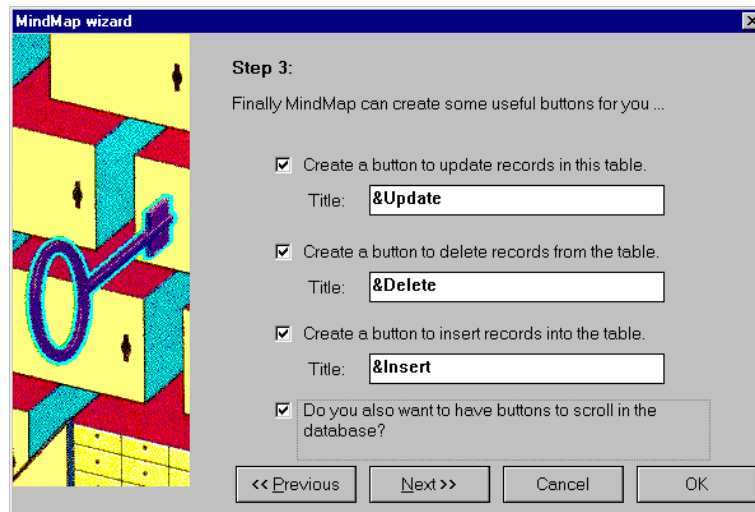 MindMap wizard
Step 3:
Finally MindMap can create some useful buttons for you ...
Create a button to update records in this table.
Title: &Update
Create a button to delete records from the table.
Title: &Delete
Create a button to insert records into the table.
Title: &Insert
Do you also want to have buttons to scroll in the
database?
<< Previous Next >> Cancel OK